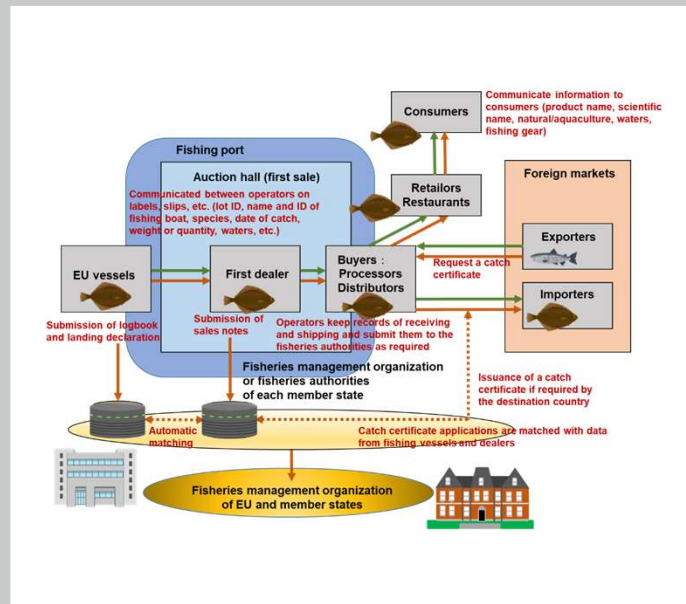 Communicate information to
consumers (product name, scientific
name, natural/aquaculture, waters,
fishing gear)
Consumers
Fishing port
Auction hall (first sale)
Foreign markets
Communicated between operators on
labels, slips, etc. (lot ID, name and ID of
fishing boat, species, date of catch,
weight or quantity, waters, etc.)
Retailors
Restaurants
Exporters
EU vessels
First dealer
Buyers :
Processors
Distributors
Request a catch
certificate
Importers
Submission of logbook
and landing declaration
Submission of
sales notes
Operators keep records of receiving
and shipping and submit them to the
fisheries authorities as required
Fisheries management organization
or fisheries authorities
of each member state
Issuance of a catch
certificate if required by
the destination country
Automatic
matching
Catch certificate applications are matched with data
from fishing vessels and dealers
Fisheries management organization
of EU and member states